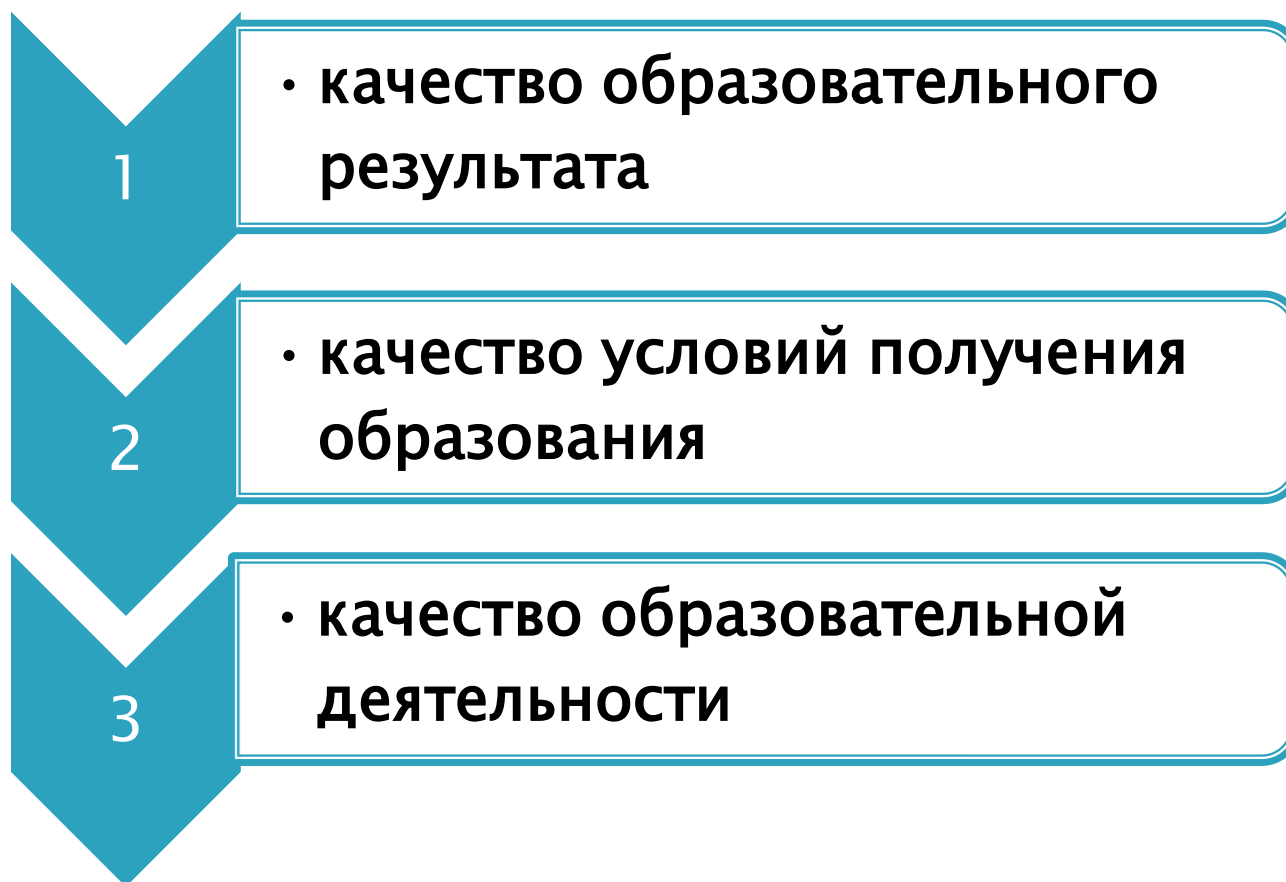 1
• качество образовательного
результата
2
• качество условий получения
образования
3
• качество образовательной
деятельности